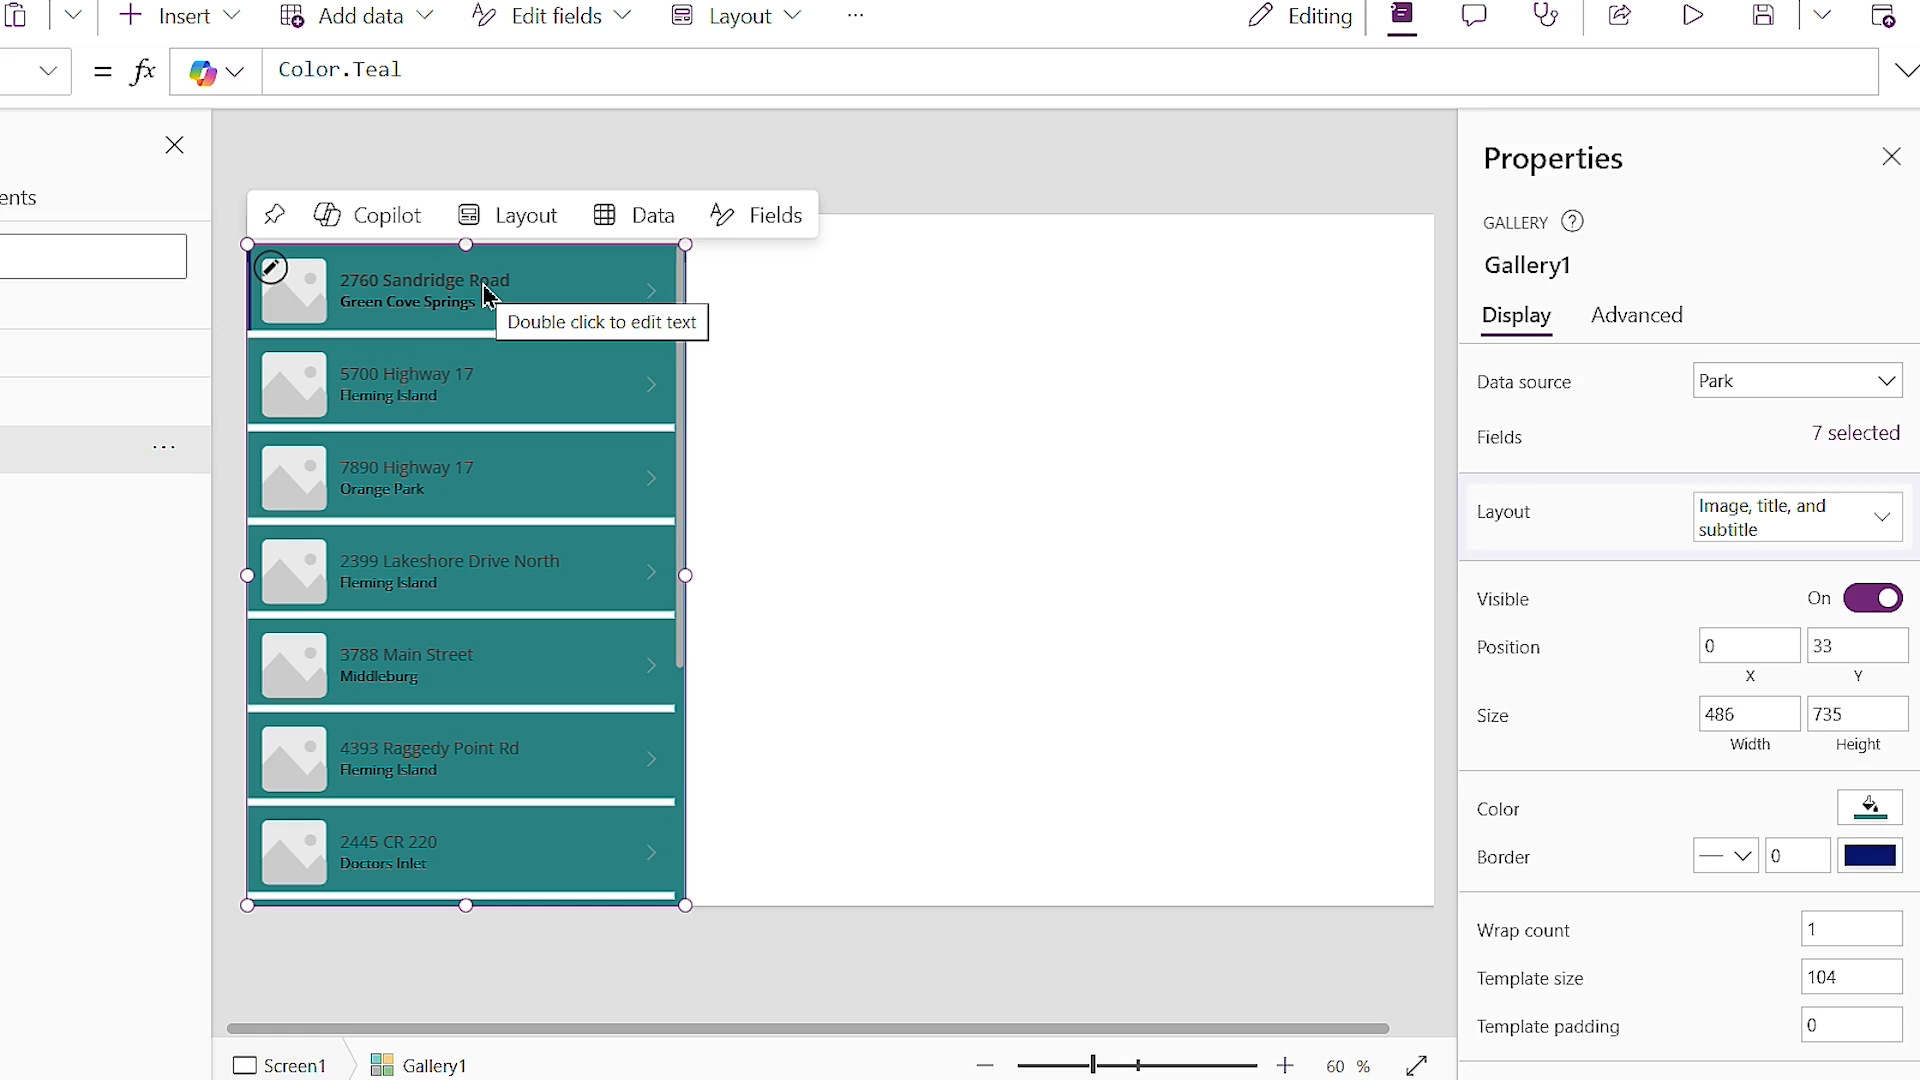 Insert
Add data
Edit fields
Layout
...
Editing
= fx
Color.Teal
ents
...
Copilot
Layout
Data
Fields
2760 Sandridge Road
Green Cove Springs
Double click to edit text
5700 Highway 17
Fleming Island
7890 Highway 17
Orange Park
2399 Lakeshore Drive North
Fleming Island
3788 Main Street
Middleburg
4393 Raggedy Point Rd
Fleming Island
2445 CR 220
Doctors Inlet
Screen1
Gallery1
60 %
Properties
GALLERY ?
Gallery1
Display
Advanced
Data source
Park
Fields
7 selected
Layout
Image, title, and
subtitle
Visible
On
Position
0
33
X
Y
Size
486
735
Width
Height
Color
Border
0
Wrap count
1
Template size
104
Template padding
0